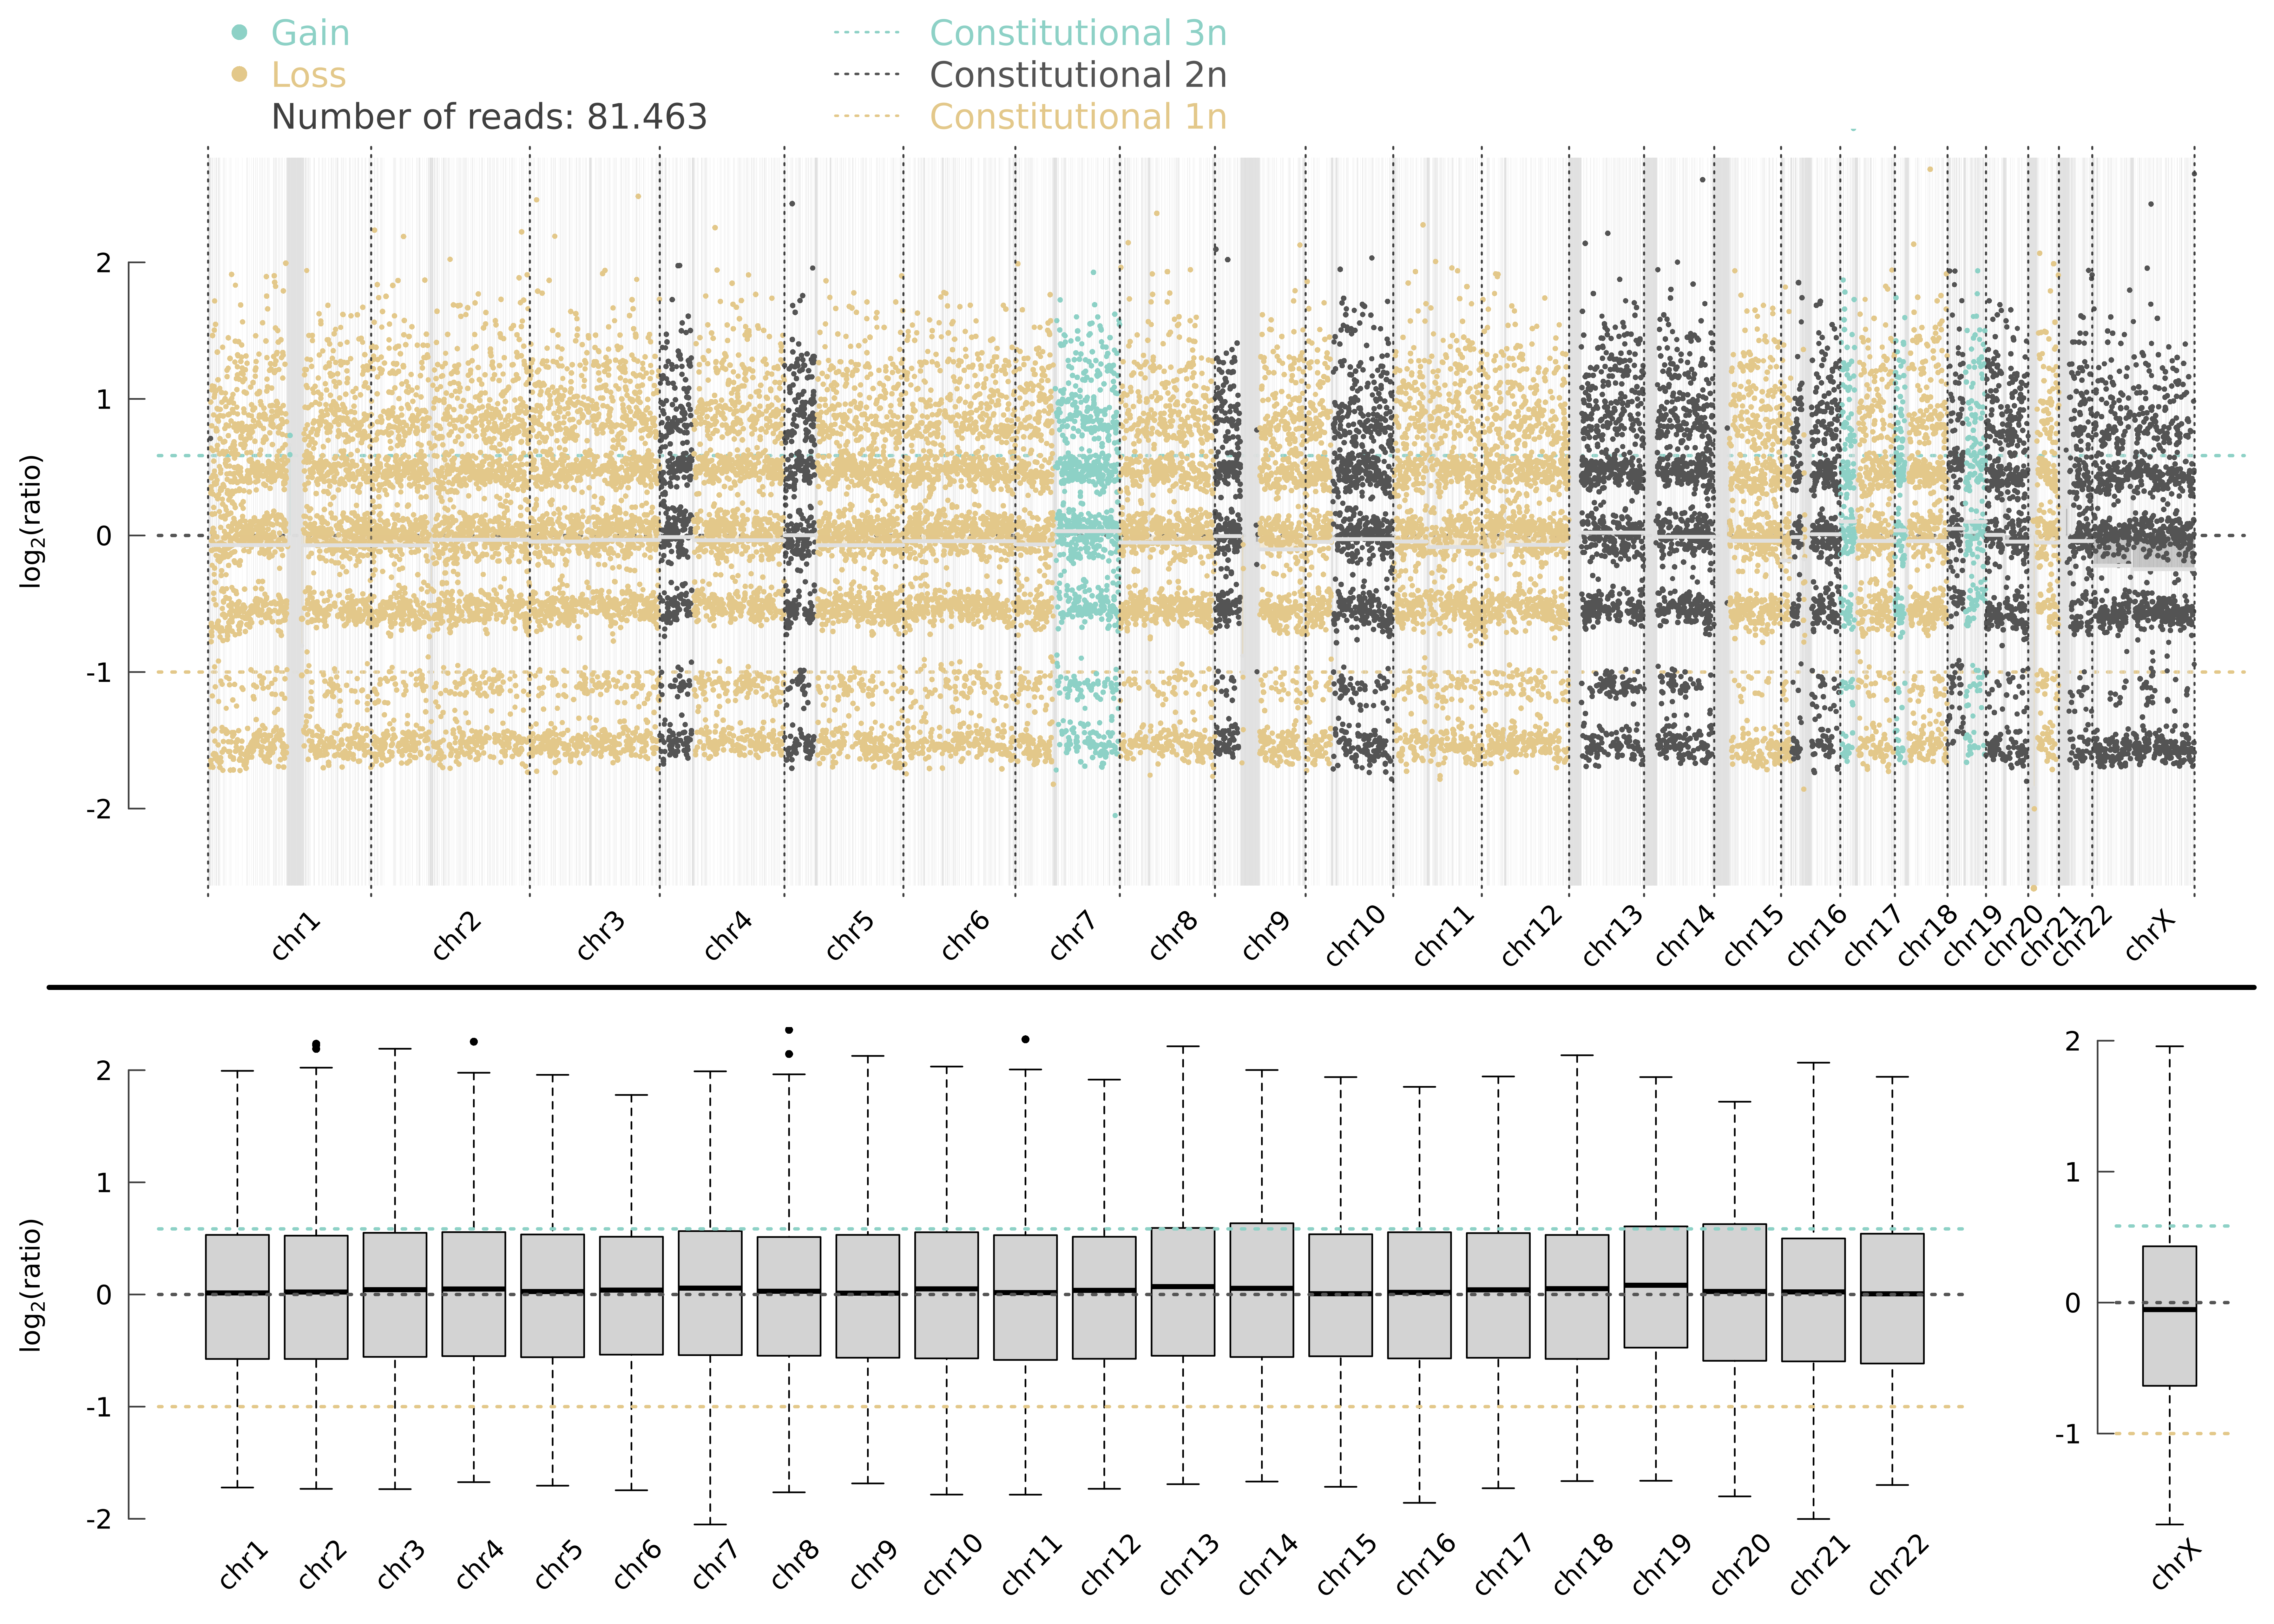 Gain
Loss
Number of reads: 81.463
Constitutional 3n
Constitutional 2n
Constitutional 1n
log2(ratio)
2
1
0
-1
-2
chr1
chr2
chr3
chr4
chr5
chr6
chr7
chr8
chr9
chr10
chr11
chr12
chr13
chr14
chr15
chr16
chr17
chr18
chr19
chr20
chr21
chr22
chrX
log2(ratio)
2
1
0
-1
-2
chr1
chr2
chr3
chr4
chr5
chr6
chr7
chr8
chr9
chr10
chr11
chr12
chr13
chr14
chr15
chr16
chr17
chr18
chr19
chr20
chr21
chr22
2
1
0
-1
chrX